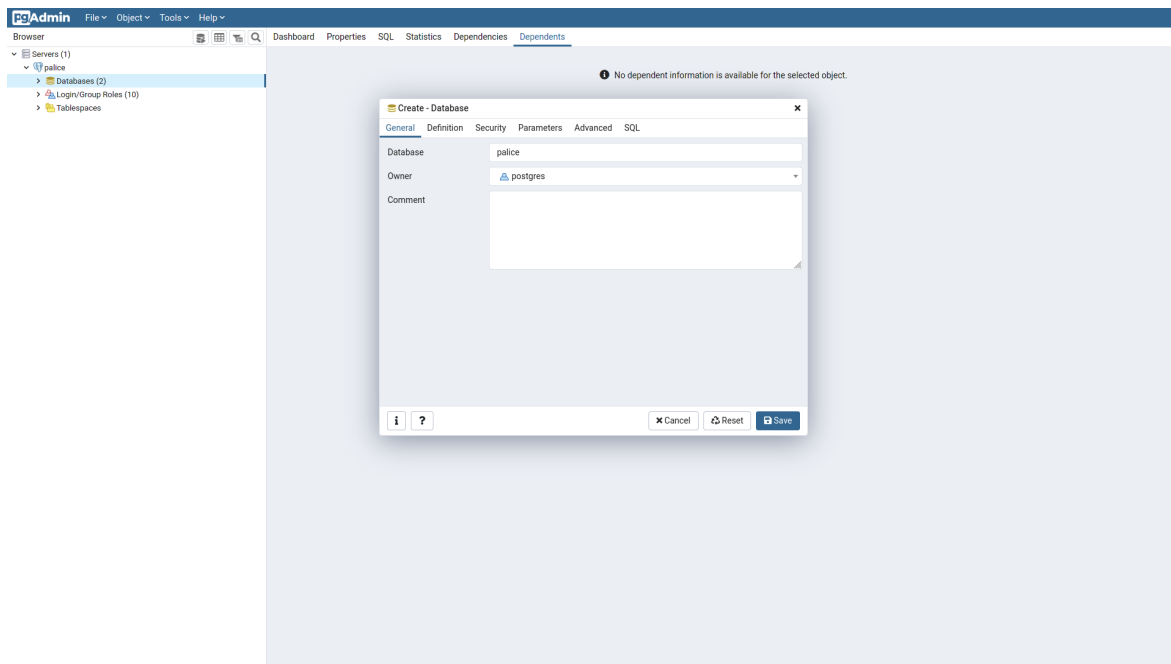 pgAdmin File Object Tools Help
Browser Dashboard Properties SQL Statistics Dependencies Dependents
Servers (1)
palice
Databases (2)
Login/Group Roles (10)
Tablespaces
No dependent information is available for the selected object.
Create - Database
General Definition Security Parameters Advanced SQL
Database palice
Owner postgres
Comment
i ? Cancel Reset Save